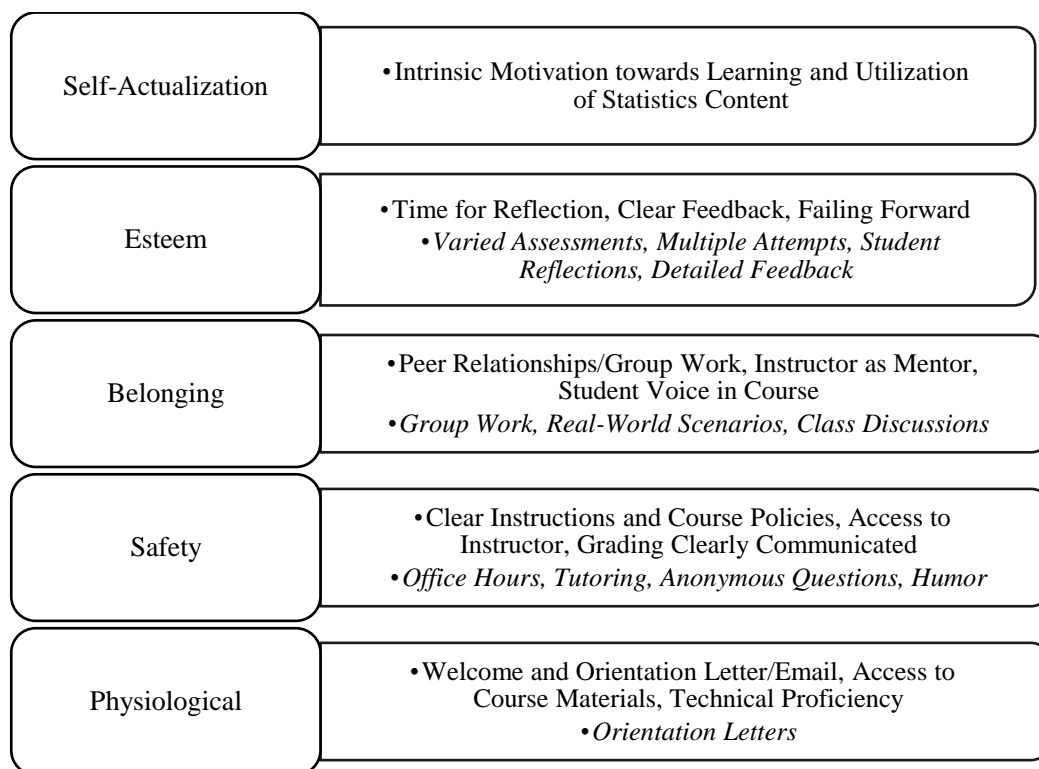 Self-Actualization
•Intrinsic Motivation towards Learning and Utilization
of Statistics Content
Esteem
•Time for Reflection, Clear Feedback, Failing Forward
•Varied Assessments, Multiple Attempts, Student
Reflections, Detailed Feedback
Belonging
•Peer Relationships/Group Work, Instructor as Mentor,
Student Voice in Course
•Group Work, Real-World Scenarios, Class Discussions
Safety
•Clear Instructions and Course Policies, Access to
Instructor, Grading Clearly Communicated
•Office Hours, Tutoring, Anonymous Questions, Humor
Physiological
•Welcome and Orientation Letter/Email, Access to
Course Materials, Technical Proficiency
•Orientation Letters